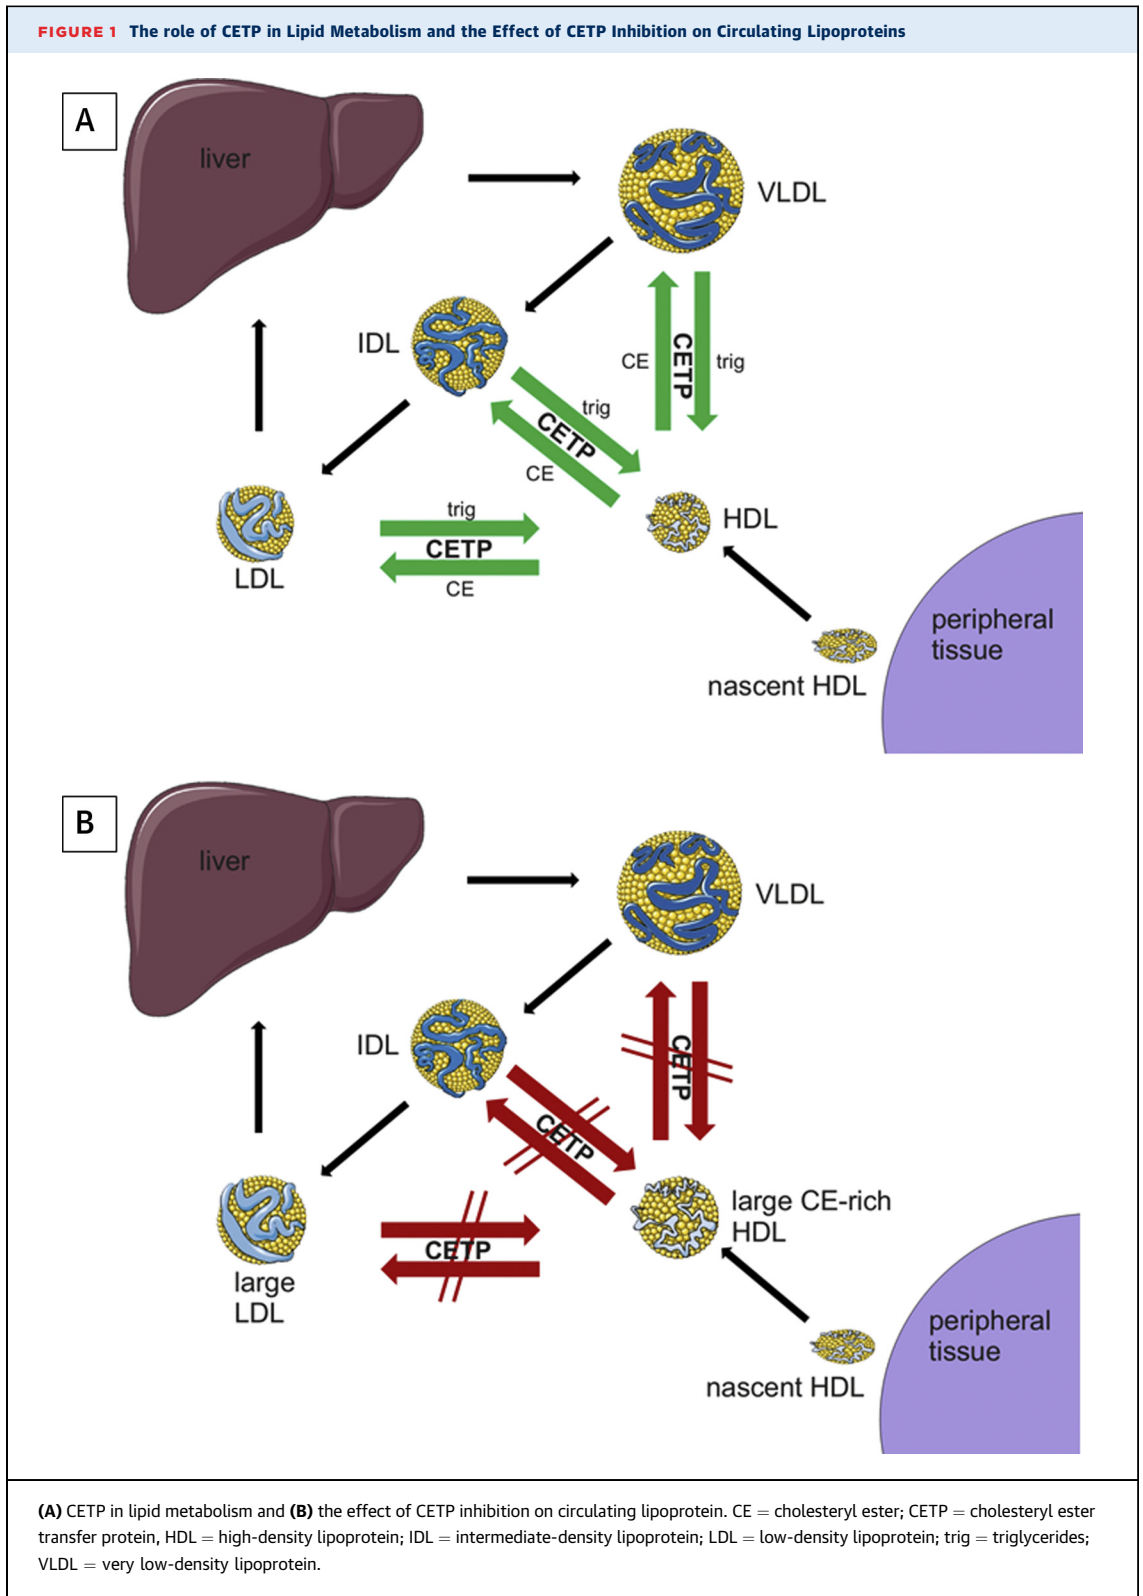 FIGURE 1 The role of CETP in Lipid Metabolism and the Effect of CETP Inhibition on Circulating Lipoproteins
A
liver
VLDL
IDL
CE
CETP
trig
trig
CETP
CE
trig
CETP
CE
HDL
LDL
peripheral
tissue
nascent HDL
B
liver
VLDL
IDL
CETP
CETP
large CE-rich
HDL
CETP
large
LDL
peripheral
tissue
nascent HDL
(A) CETP in lipid metabolism and (B) the effect of CETP inhibition on circulating lipoprotein. CE = cholesteryl ester; CETP = cholesteryl ester
transfer protein, HDL = high-density lipoprotein; IDL = intermediate-density lipoprotein; LDL = low-density lipoprotein; trig = triglycerides;
VLDL = very low-density lipoprotein.